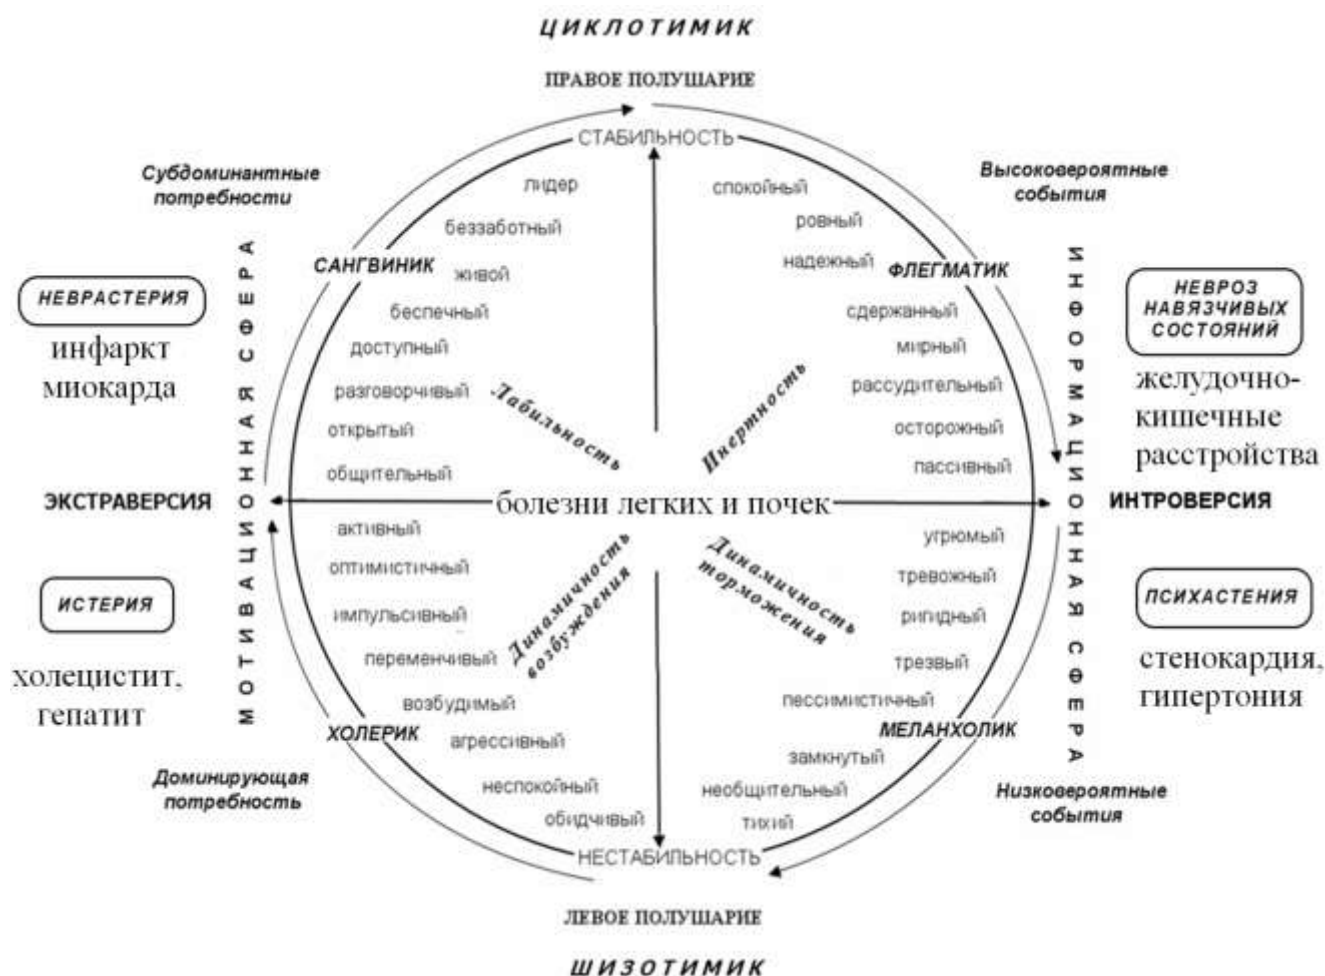 ЦИКЛОТИМИК
ПРАВОЕ ПОЛУШАРИЕ
СТАБИЛЬНОСТЬ
Субдоминантные
потребности
Высоковероятные
события
лидер
беззаботный
живой
беспечный
доступный
разговорчивый
открытый
общительный
спокойный
ровный
надежный
сдержанный
мирный
рассудительный
осторожный
пассивный
САНГВИНИК
ФЛЕГМАТИК
НЕВРАСТЕРИЯ
инфаркт
миокарда
МОТИВАЦИОННАЯ СФЕРА
ИНФОРМАЦИОННАЯ СФЕРА
НЕВРОЗ
НАВЯЗЧИВЫХ
СОСТОЯНИЙ
желудочно-
кишечные
расстройства
Лабильность
Инертность
ЭКСТРАВЕРСИЯ
болезни легких и почек
ИНТРОВЕРСИЯ
Динамичность
возбуждения
Динамичность
торможения
активный
оптимистичный
импульсивный
переменчивый
возбудимый
агрессивный
неспокойный
обидчивый
угрюмый
тревожный
ригидный
трезвый
пессимистичный
замкнутый
необщительный
тихий
ИСТЕРИЯ
холецистит,
гепатит
ПСИХАСТЕНИЯ
стенокардия,
гипертония
ХОЛЕРИК
МЕЛАНХОЛИК
Доминирующая
потребность
Низковероятные
события
НЕСТАБИЛЬНОСТЬ
ЛЕВОЕ ПОЛУШАРИЕ
ШИЗОТИМИК